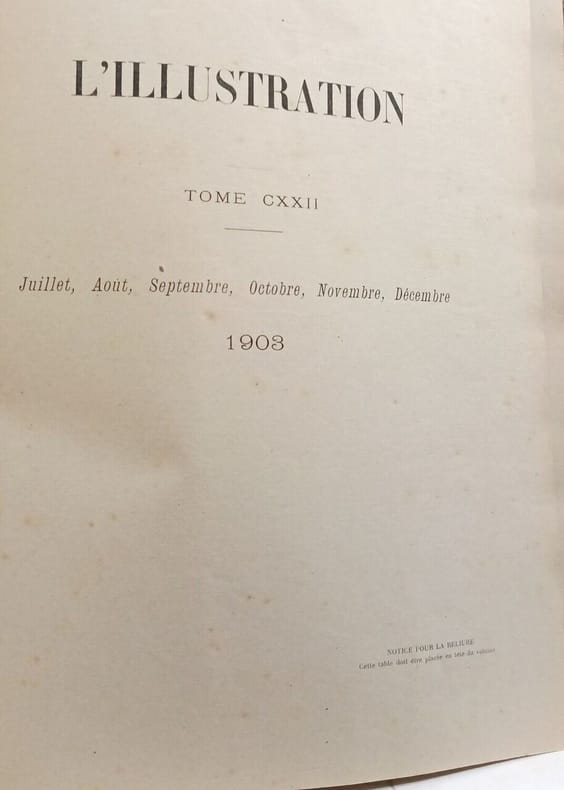 L'ILLUSTRATION
TOME CXXII
Juillet, Août, Septembre, Octobre, Novembre, Décembre
1903
NOTICE POUR LA RELIURE
Cette table doit être placée en tête du volume